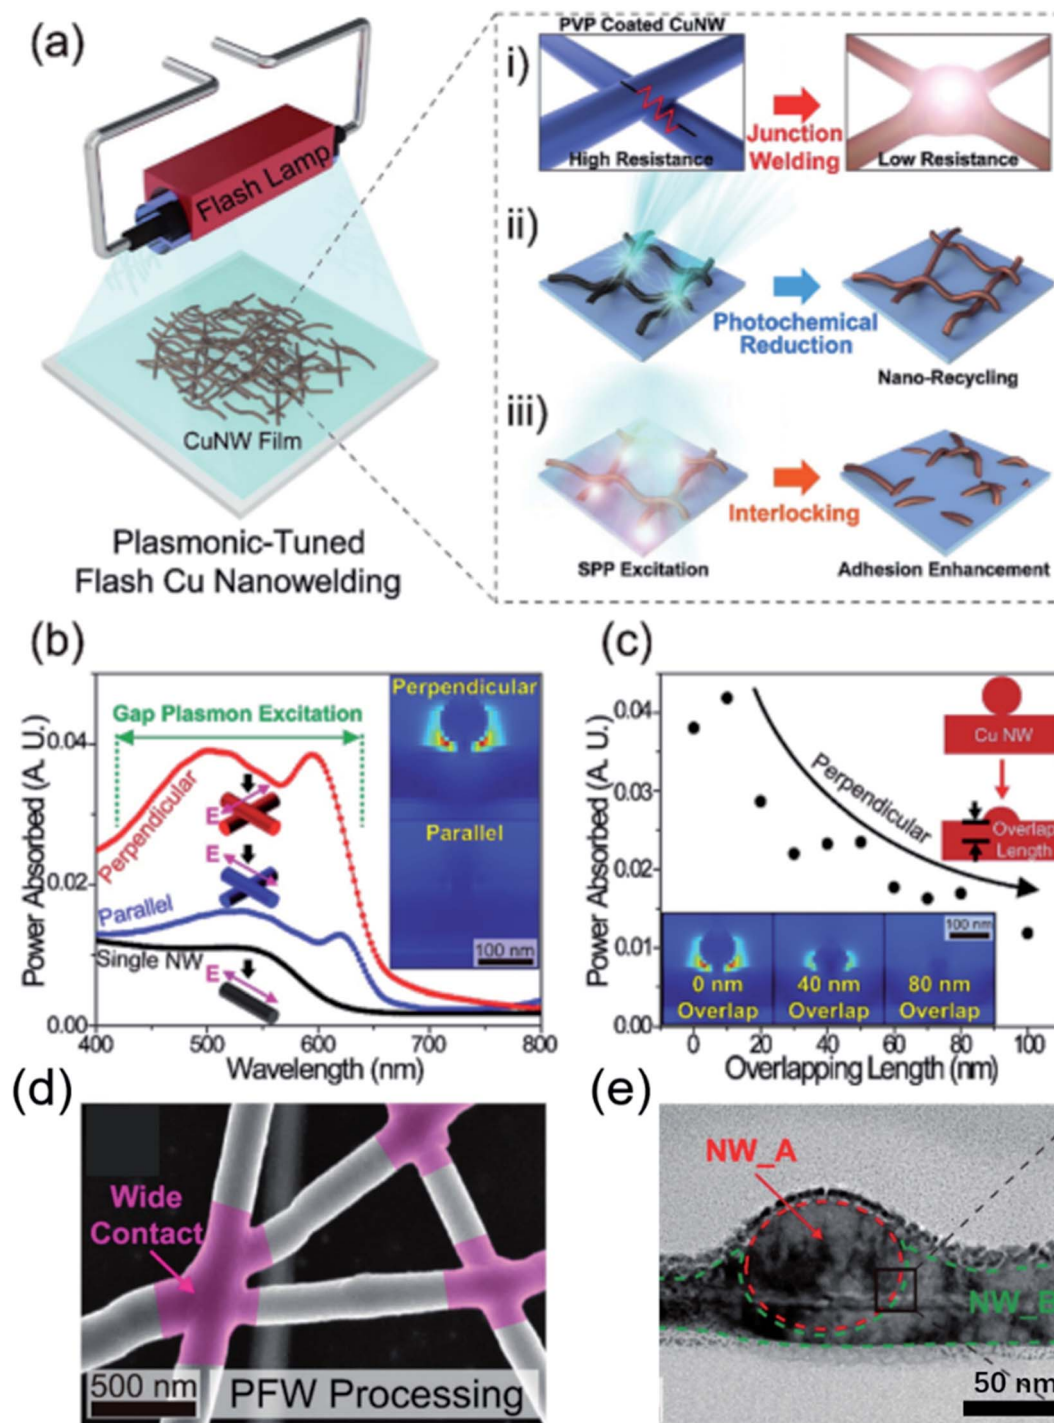 (a)
Flash Lamp
CuNW Film
Plasmonic-Tuned
Flash Cu Nanowelding
PVP Coated CuNW
i)
High Resistance
Junction
Welding
Low Resistance
ii)
Photochemical
Reduction
Nano-Recycling
iii)
Interlocking
SPP Excitation
Adhesion Enhancement
(b)
Power Absorbed (A. U.)
0.04
0.02
0.00
Gap Plasmon Excitation
Perpendicular
E
Parallel
E
Single NW
E
Perpendicular
Parallel
100 nm
400
500
600
700
800
Wavelength (nm)
(c)
Power Absorbed (A. U.)
0.04
0.03
0.02
0.01
0.00
Perpendicular
Cu NW
Overlap
Length
100 nm
0 nm
Overlap
40 nm
Overlap
80 nm
Overlap
0
20
40
60
80
100
Overlapping Length (nm)
(d)
Wide
Contact
500 nm
PFW Processing
(e)
NW_A
50 nm